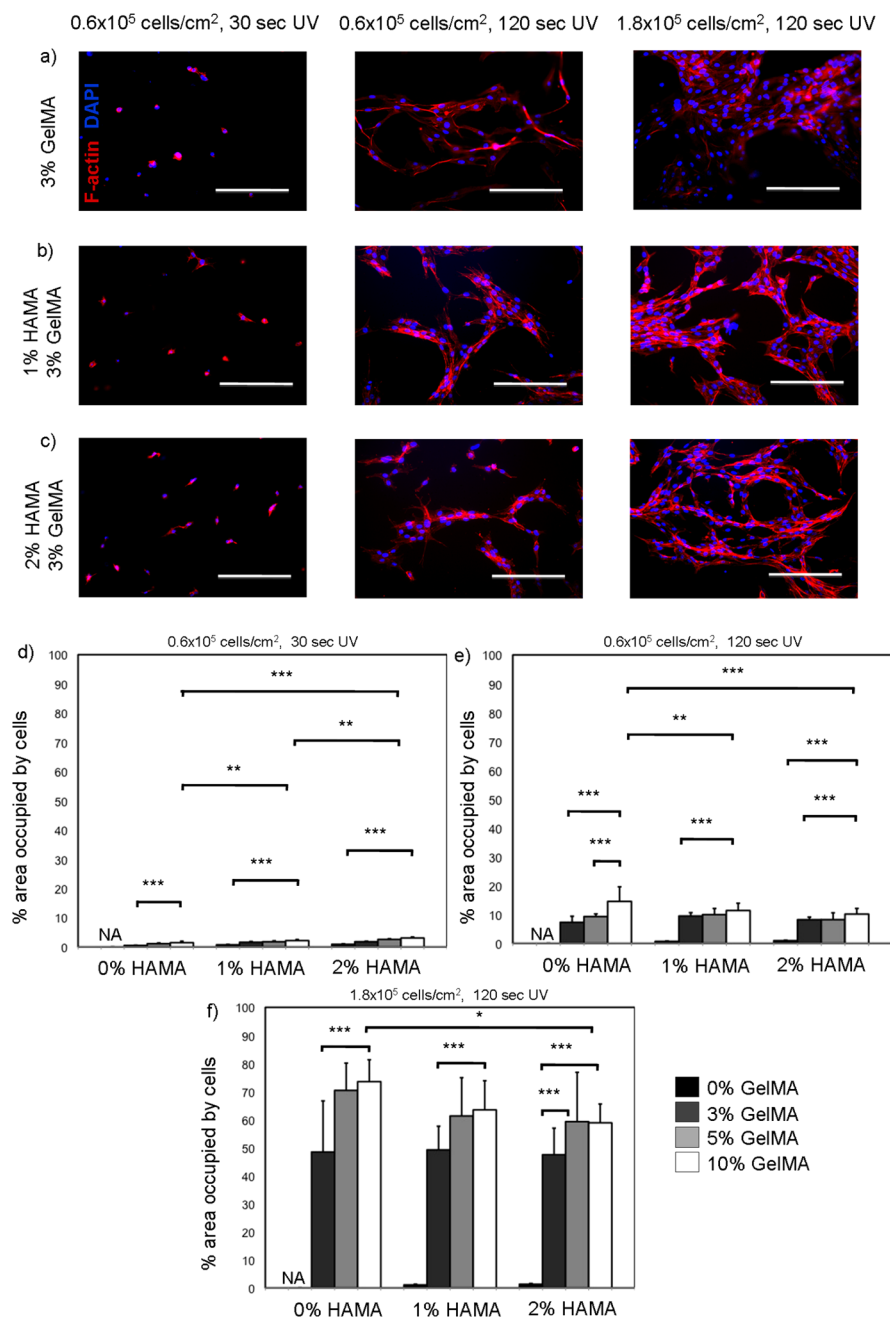 0.6x10⁵ cells/cm², 30 sec UV
0.6x10⁵ cells/cm², 120 sec UV
1.8x10⁵ cells/cm², 120 sec UV
a)
3% GelMA
F-actin DAPI
b)
1% HAMA
3% GelMA
c)
2% HAMA
3% GelMA
d)
0.6x10⁵ cells/cm², 30 sec UV
% area occupied by cells
100
90
80
70
60
50
40
30
20
10
0
***
**
**
***
***
***
NA
0% HAMA
1% HAMA
2% HAMA
e)
0.6x10⁵ cells/cm², 120 sec UV
% area occupied by cells
100
90
80
70
60
50
40
30
20
10
0
***
**
***
***
***
***
***
NA
0% HAMA
1% HAMA
2% HAMA
f)
1.8x10⁵ cells/cm², 120 sec UV
% area occupied by cells
100
90
80
70
60
50
40
30
20
10
0
*
***
***
***
***
NA
0% HAMA
1% HAMA
2% HAMA
0% GelMA
3% GelMA
5% GelMA
10% GelMA